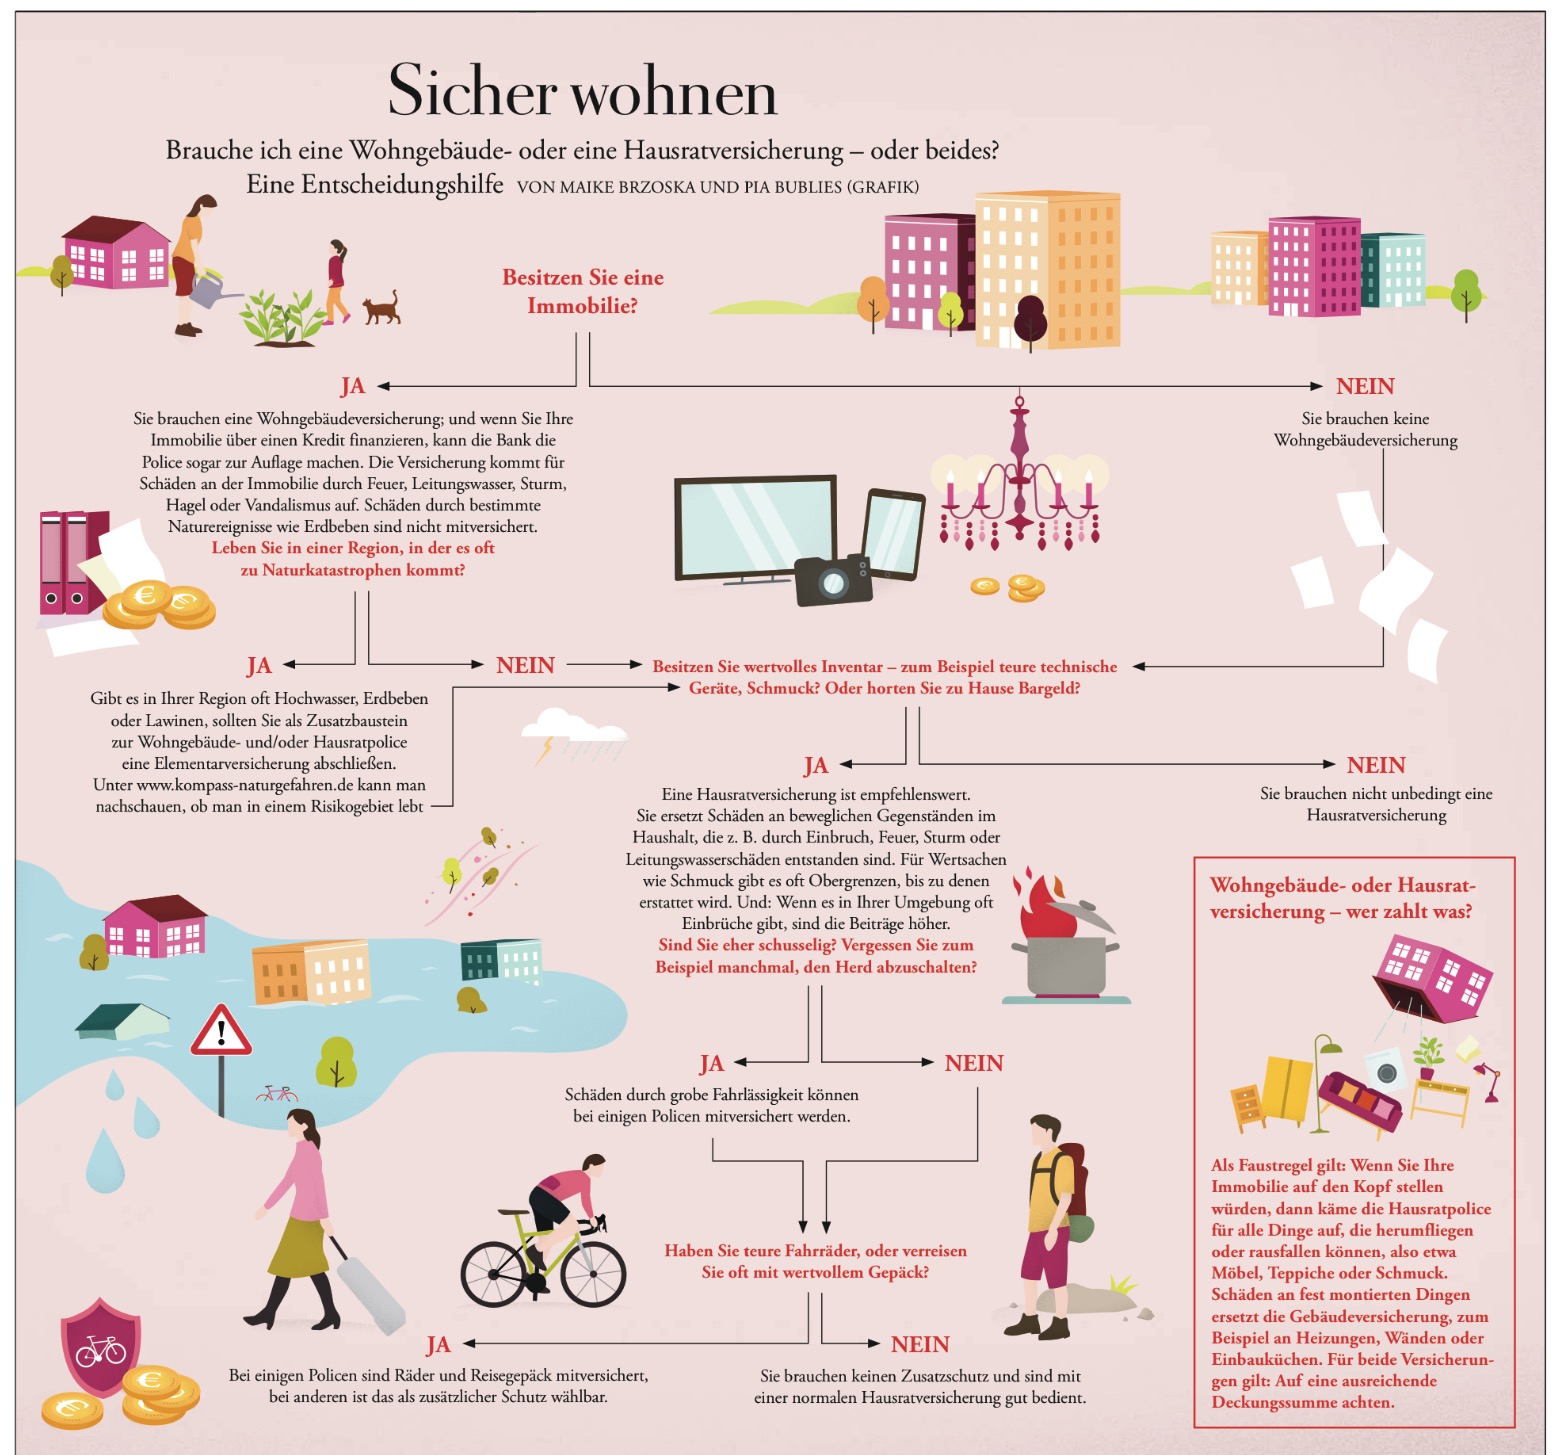 Sicher wohnen
Brauche ich eine Wohngebäude- oder eine Hausratversicherung – oder beides?
Eine Entscheidungshilfe VON MAIKE BRZOSKA UND PIA BUBLIES (GRAFIK)
Besitzen Sie eine
Immobilie?
JA
Sie brauchen eine Wohngebäudeversicherung; und wenn Sie Ihre
Immobilie über einen Kredit finanzieren, kann die Bank die
Police sogar zur Auflage machen. Die Versicherung kommt für
Schäden an der Immobilie durch Feuer, Leitungswasser, Sturm,
Hagel oder Vandalismus auf. Schäden durch bestimmte
Naturereignisse wie Erdbeben sind nicht mitversichert.
Leben Sie in einer Region, in der es oft
zu Naturkatastrophen kommt?
NEIN
Sie brauchen keine
Wohngebäudeversicherung
€
€
JA
Gibt es in Ihrer Region oft Hochwasser, Erdbeben
oder Lawinen, sollten Sie als Zusatzbaustein
zur Wohngebäude- und/oder Hausratpolice
eine Elementarversicherung abschließen.
Unter www.kompass-naturgefahren.de kann man
nachschauen, ob man in einem Risikogebiet lebt
NEIN
€
€
Besitzen Sie wertvolles Inventar – zum Beispiel teure technische
Geräte, Schmuck? Oder horten Sie zu Hause Bargeld?
JA
Eine Hausratversicherung ist empfehlenswert.
Sie ersetzt Schäden an beweglichen Gegenständen im
Haushalt, die z. B. durch Einbruch, Feuer, Sturm oder
Leitungswasserschäden entstanden sind. Für Wertsachen
wie Schmuck gibt es oft Obergrenzen, bis zu denen
erstattet wird. Und: Wenn es in Ihrer Umgebung oft
Einbrüche gibt, sind die Beiträge höher.
Sind Sie eher schusselig? Vergessen Sie zum
Beispiel manchmal, den Herd abzuschalten?
NEIN
Sie brauchen nicht unbedingt eine
Hausratversicherung
!
JA
Schäden durch grobe Fahrlässigkeit können
bei einigen Policen mitversichert werden.
NEIN
Haben Sie teure Fahrräder, oder verreisen
Sie oft mit wertvollem Gepäck?
JA
Bei einigen Policen sind Räder und Reisegepäck mitversichert,
bei anderen ist das als zusätzlicher Schutz wählbar.
NEIN
Sie brauchen keinen Zusatzschutz und sind mit
einer normalen Hausratversicherung gut bedient.
€
€
€
€
Wohngebäude- oder Hausrat-
versicherung – wer zahlt was?
Als Faustregel gilt: Wenn Sie Ihre
Immobilie auf den Kopf stellen
würden, dann käme die Hausratpolice
für alle Dinge auf, die herumfliegen
oder rausfallen können, also etwa
Möbel, Teppiche oder Schmuck.
Schäden an fest montierten Dingen
ersetzt die Gebäudeversicherung, zum
Beispiel an Heizungen, Wänden oder
Einbauküchen. Für beide Versicherun-
gen gilt: Auf eine ausreichende
Deckungssumme achten.